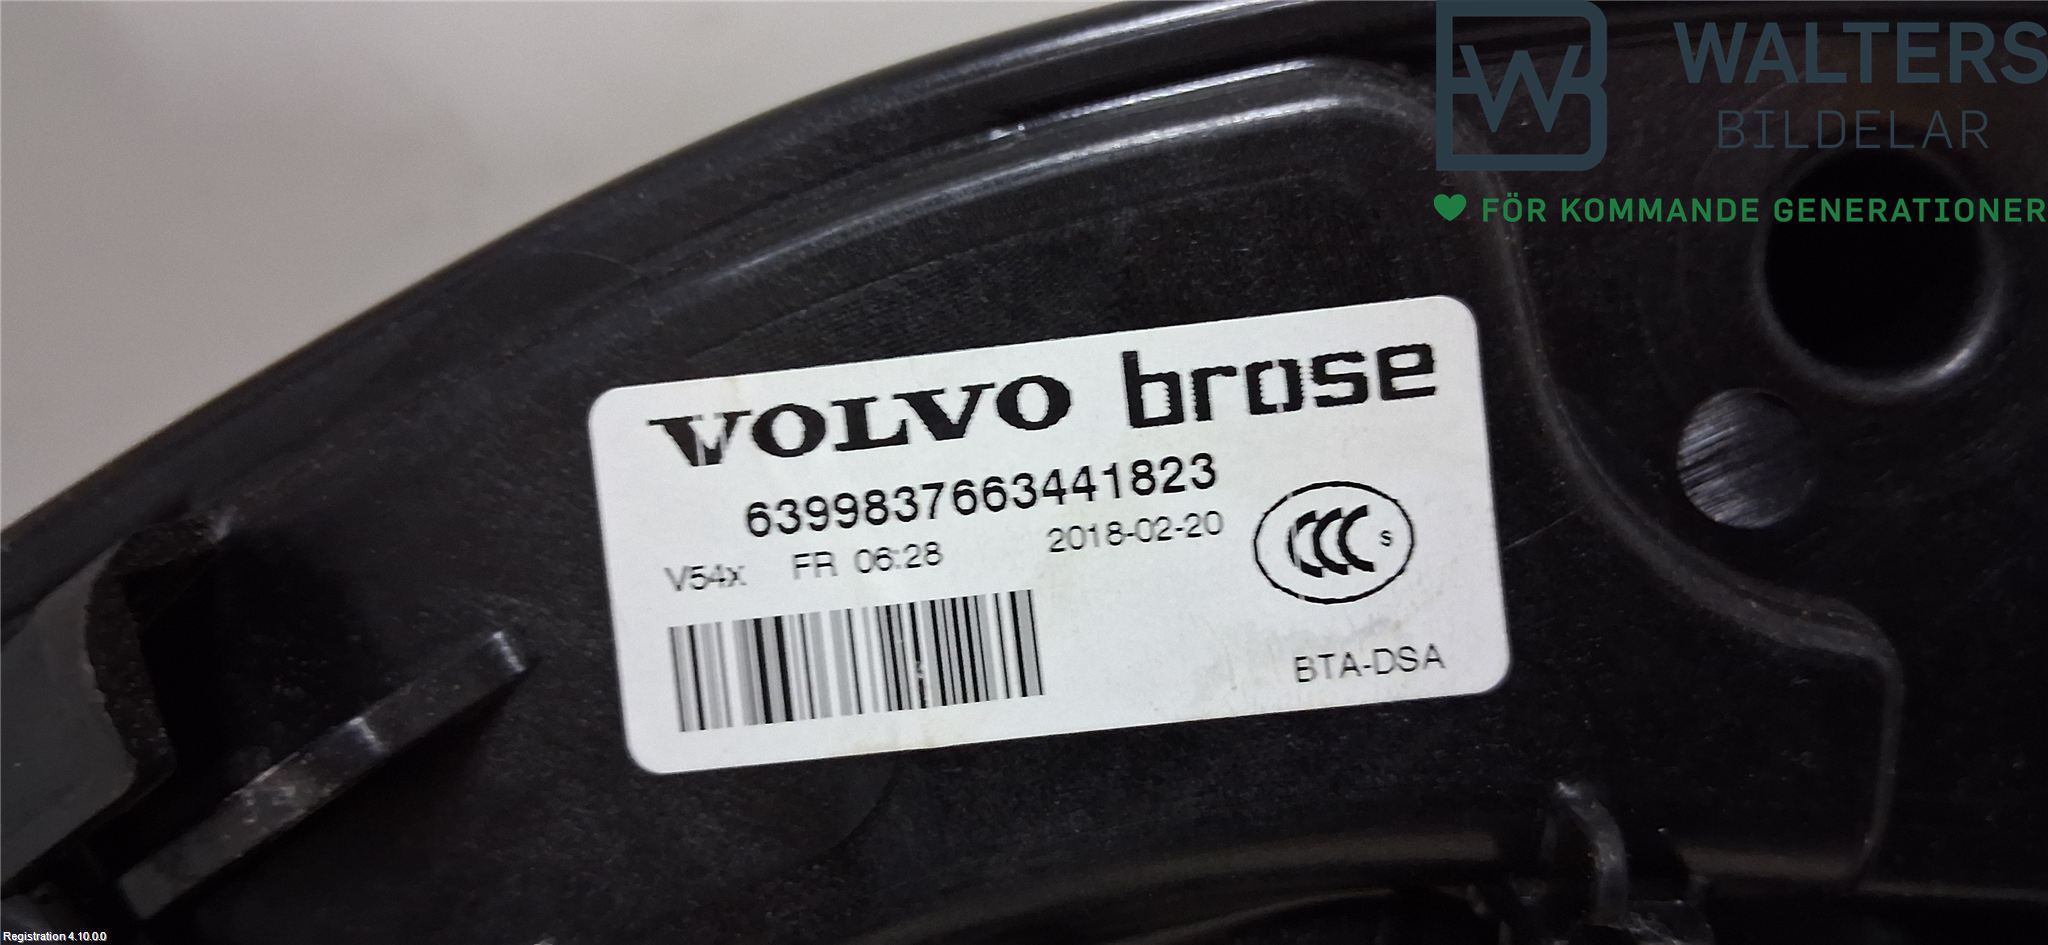 WALTERS
BILDELAR
FÖR KOMMANDE GENERATIONER
VOLVO brose
6399837663441823
V54x FR 06:28 2018-02-20
CCC S
BTA-DSA
Registration 4.10.0.0